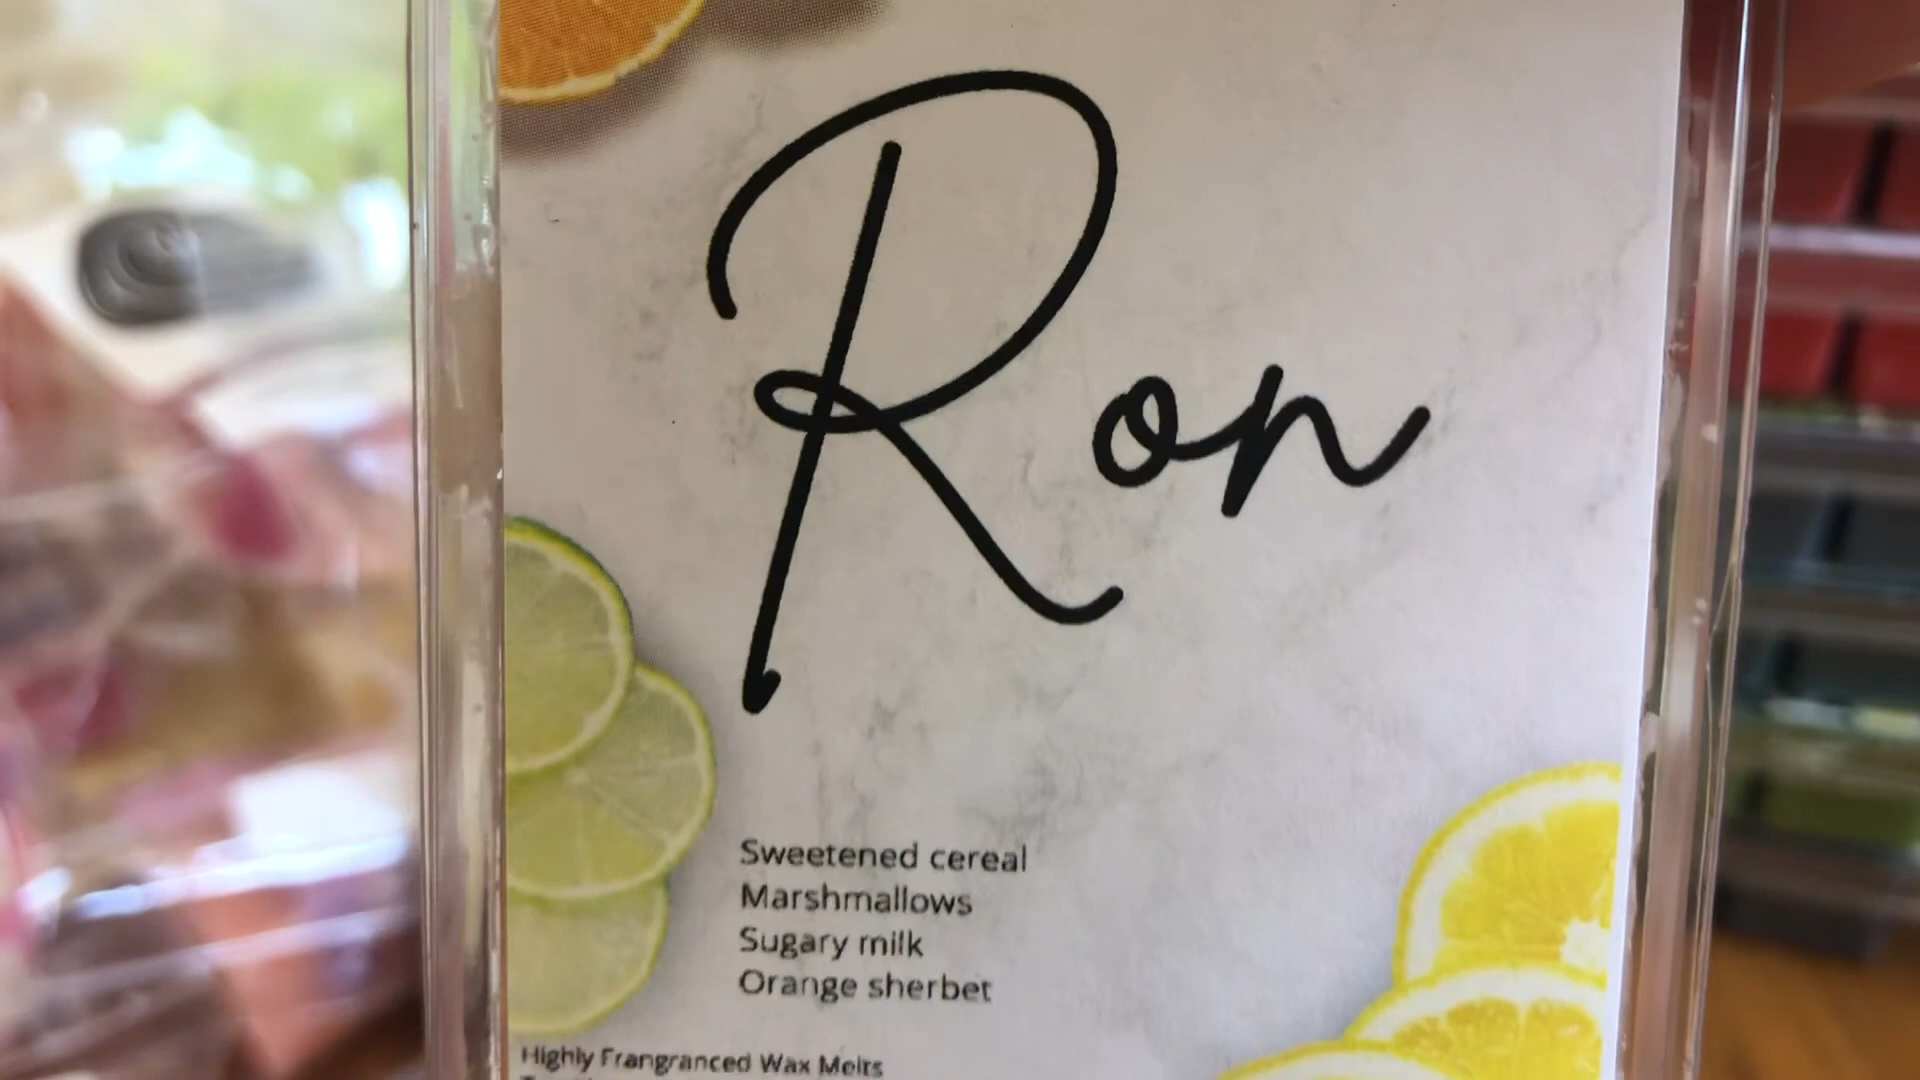 Ron
Sweetened cereal
Marshmallows
Sugary milk
Orange sherbet
Highly Frangranced Wax Melts